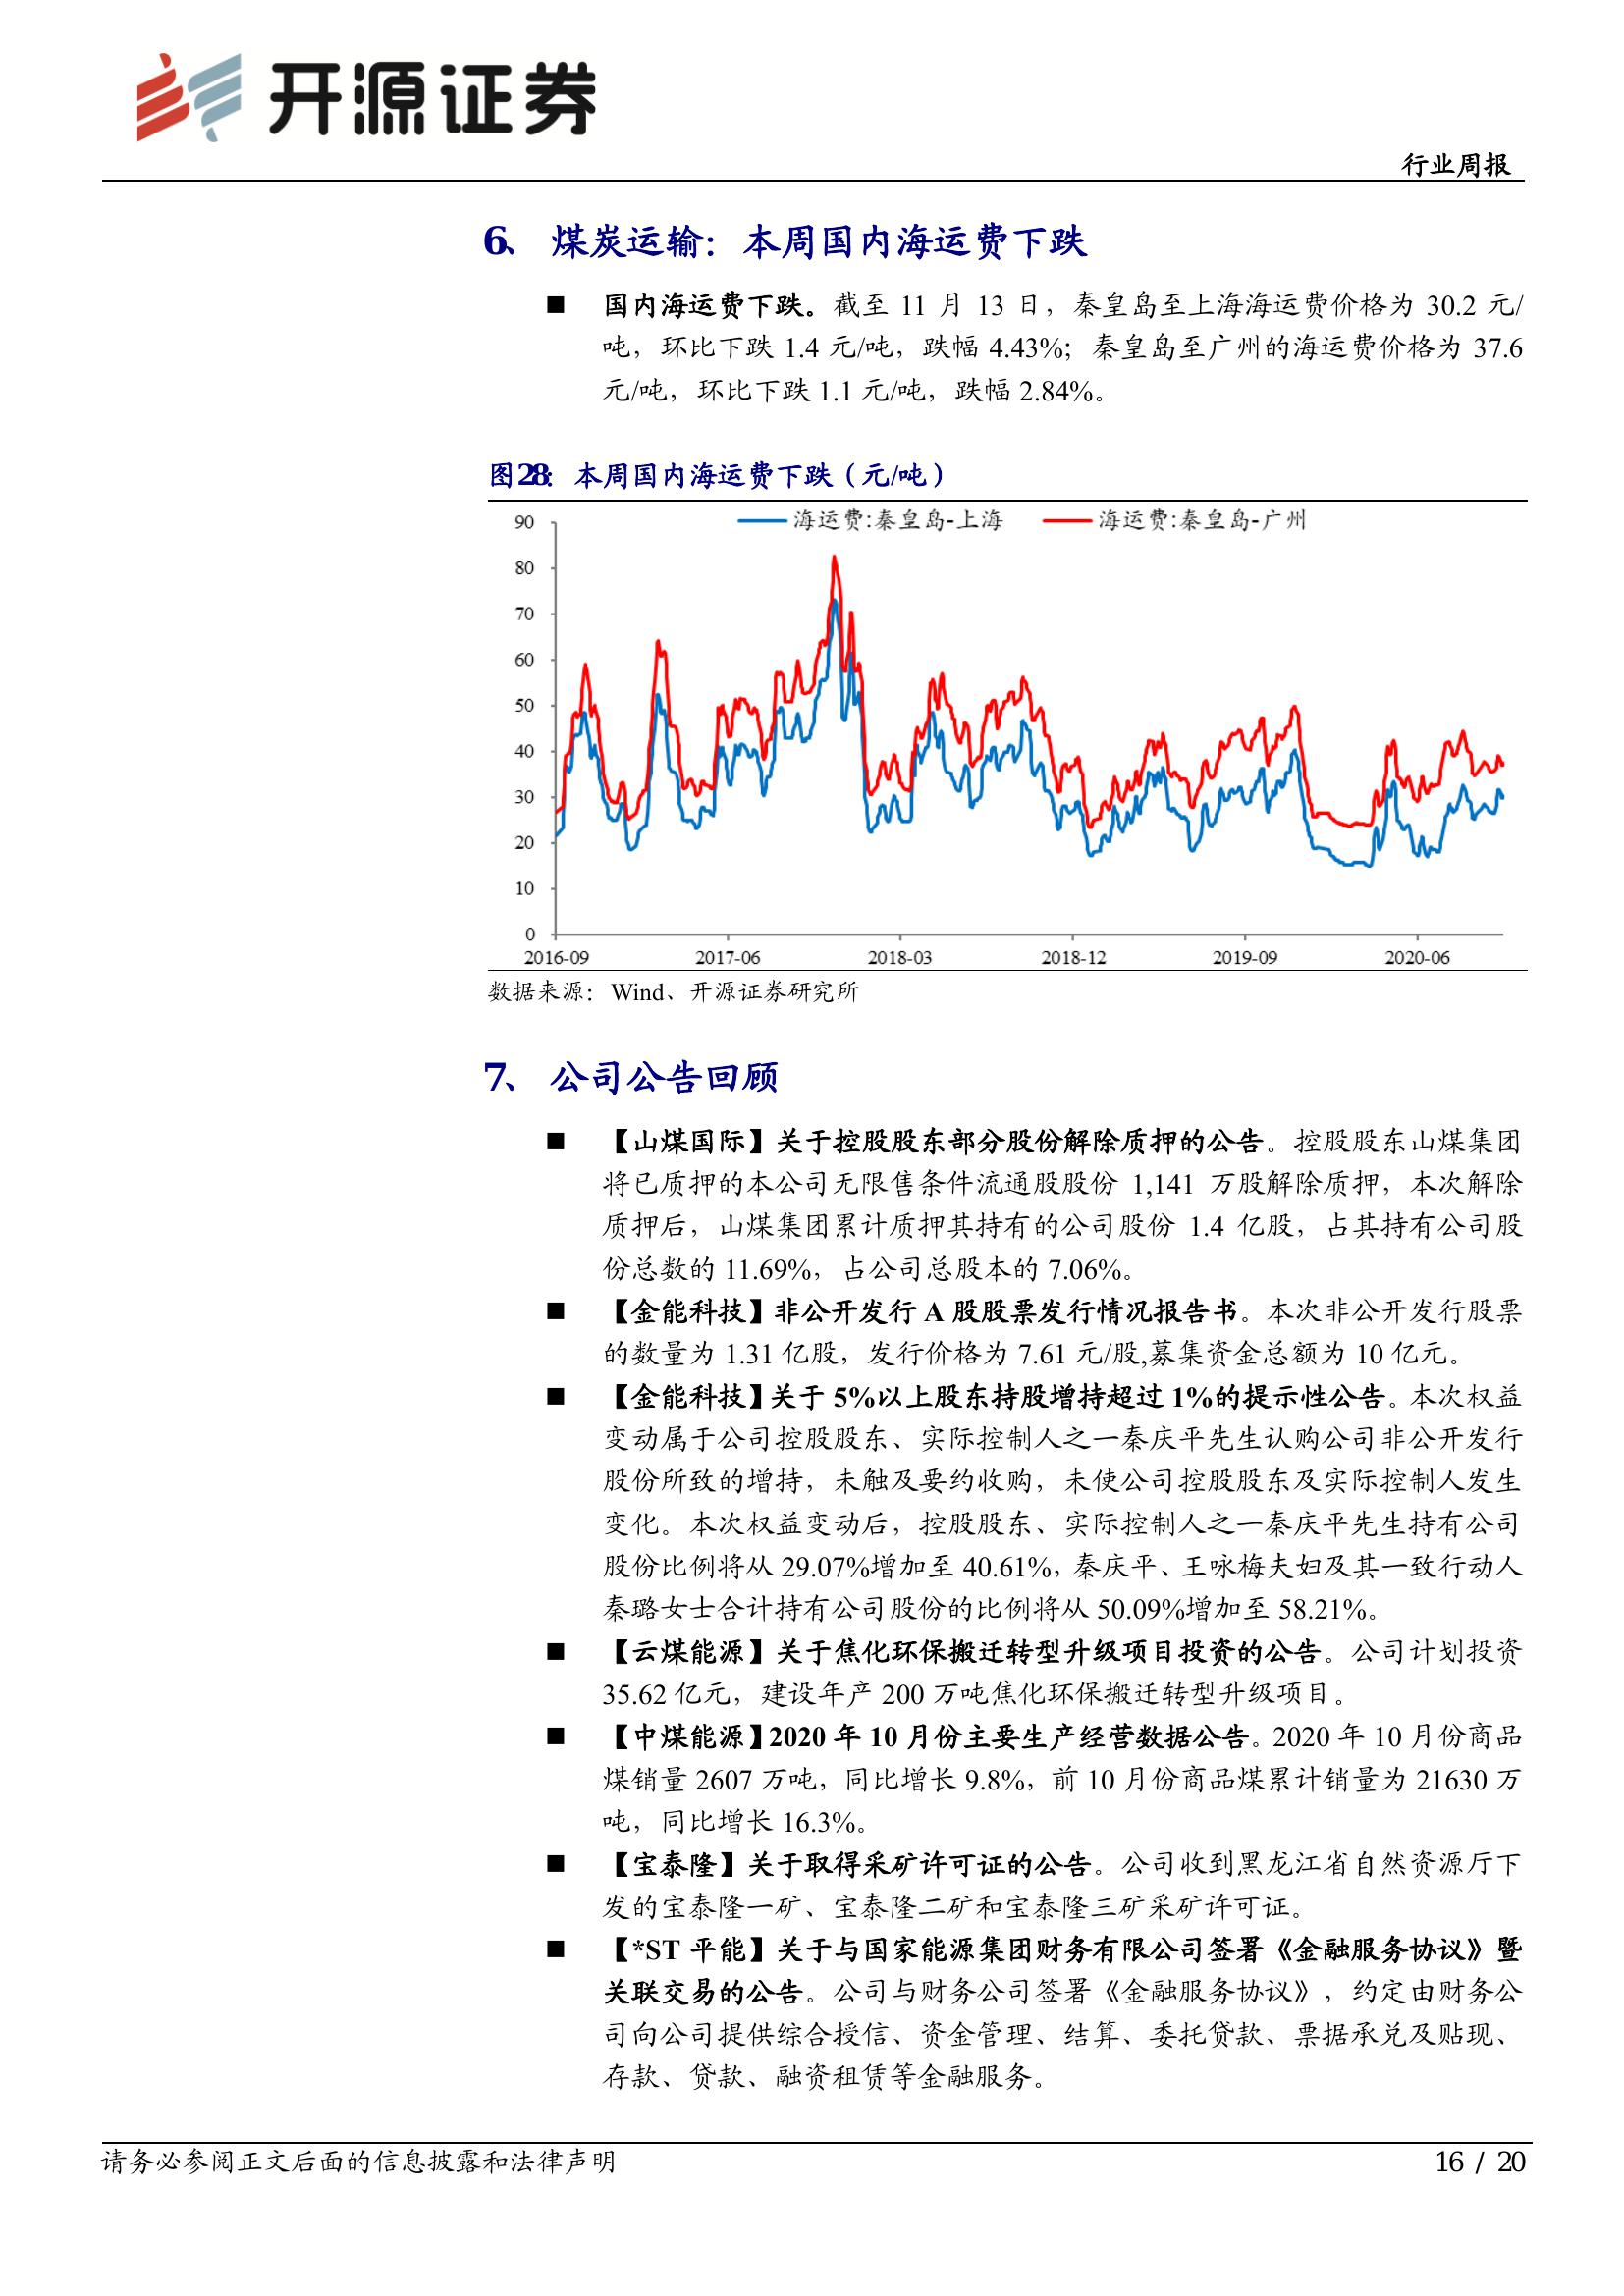 开源证券
行业周报
6、 煤炭运输：本周国内海运费下跌
■ 国内海运费下跌。截至 11 月 13 日，秦皇岛至上海海运费价格为 30.2 元/
吨，环比下跌 1.4 元/吨，跌幅 4.43%；秦皇岛至广州的海运费价格为 37.6
元/吨，环比下跌 1.1 元/吨，跌幅 2.84%。
图28：本周国内海运费下跌（元/吨）
海运费:秦皇岛-上海 海运费:秦皇岛-广州
90
80
70
60
50
40
30
20
10
0
2016-09 2017-06 2018-03 2018-12 2019-09 2020-06
数据来源：Wind、开源证券研究所
7、 公司公告回顾
■ 【山煤国际】关于控股股东部分股份解除质押的公告。控股股东山煤集团
将已质押的本公司无限售条件流通股股份 1,141 万股解除质押，本次解除
质押后，山煤集团累计质押其持有的公司股份 1.4 亿股，占其持有公司股
份总数的 11.69%，占公司总股本的 7.06%。
■ 【金能科技】非公开发行 A 股股票发行情况报告书。本次非公开发行股票
的数量为 1.31 亿股，发行价格为 7.61 元/股,募集资金总额为 10 亿元。
■ 【金能科技】关于 5%以上股东持股增持超过 1%的提示性公告。本次权益
变动属于公司控股股东、实际控制人之一秦庆平先生认购公司非公开发行
股份所致的增持，未触及要约收购，未使公司控股股东及实际控制人发生
变化。本次权益变动后，控股股东、实际控制人之一秦庆平先生持有公司
股份比例将从 29.07%增加至 40.61%，秦庆平、王咏梅夫妇及其一致行动人
秦璐女士合计持有公司股份的比例将从 50.09%增加至 58.21%。
■ 【云煤能源】关于焦化环保搬迁转型升级项目投资的公告。公司计划投资
35.62 亿元，建设年产 200 万吨焦化环保搬迁转型升级项目。
■ 【中煤能源】2020 年 10 月份主要生产经营数据公告。2020 年 10 月份商品
煤销量 2607 万吨，同比增长 9.8%，前 10 月份商品煤累计销量为 21630 万
吨，同比增长 16.3%。
■ 【宝泰隆】关于取得采矿许可证的公告。公司收到黑龙江省自然资源厅下
发的宝泰隆一矿、宝泰隆二矿和宝泰隆三矿采矿许可证。
■ 【*ST 平能】关于与国家能源集团财务有限公司签署《金融服务协议》暨
关联交易的公告。公司与财务公司签署《金融服务协议》，约定由财务公
司向公司提供综合授信、资金管理、结算、委托贷款、票据承兑及贴现、
存款、贷款、融资租赁等金融服务。
请务必参阅正文后面的信息披露和法律声明
16 / 20